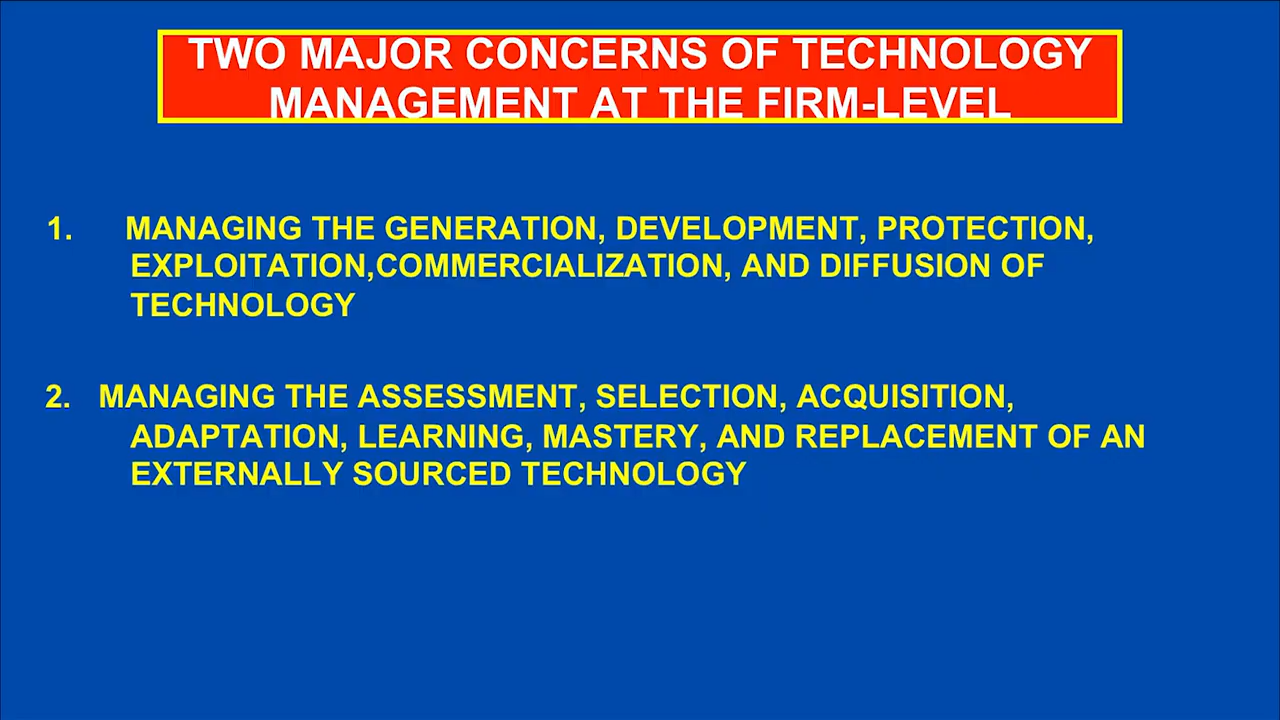 TWO MAJOR CONCERNS OF TECHNOLOGY
MANAGEMENT AT THE FIRM-LEVEL
1. MANAGING THE GENERATION, DEVELOPMENT, PROTECTION,
EXPLOITATION,COMMERCIALIZATION, AND DIFFUSION OF
TECHNOLOGY
2. MANAGING THE ASSESSMENT, SELECTION, ACQUISITION,
ADAPTATION, LEARNING, MASTERY, AND REPLACEMENT OF AN
EXTERNALLY SOURCED TECHNOLOGY